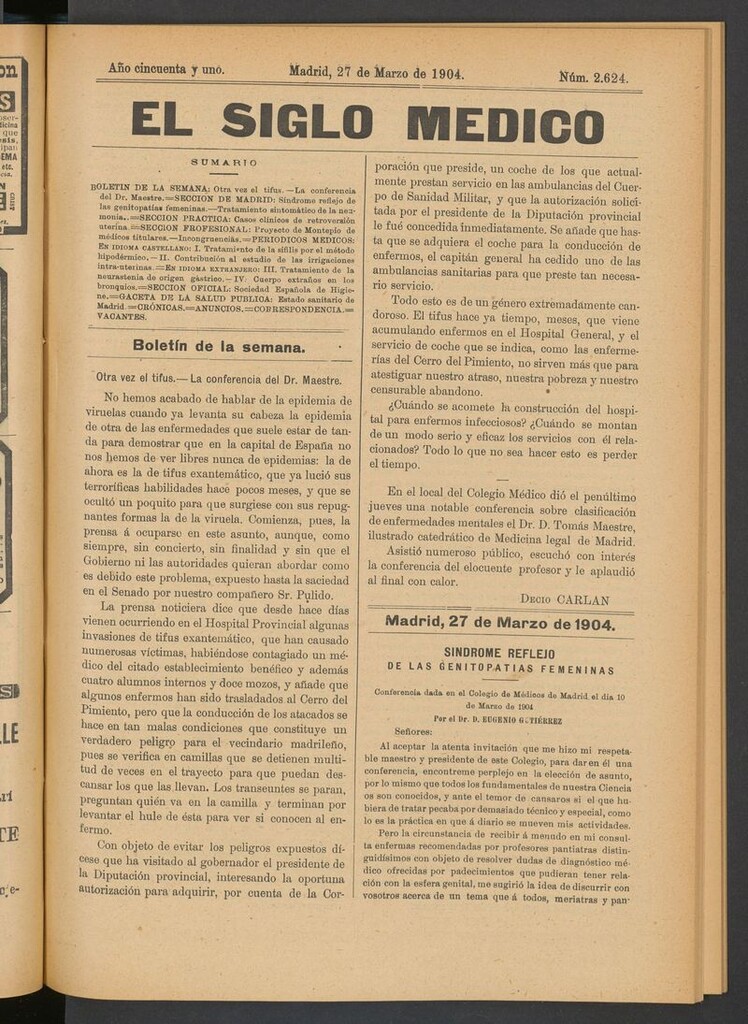 Año cincuenta y uno.
Madrid, 27 de Marzo de 1904.
Núm. 2.624.
EL SIGLO MEDICO
SUMARIO
BOLETIN DE LA SEMANA: Otra vez el tifus.—La conferencia
del Dr. Maestre.=SECCION DE MADRID: Síndrome reflejo de
las genitopatías femeninas.—Tratamiento sintomático de la neu-
monia..=SECCION PRACTICA: Casos clínicos de retroversión
uterina.=SECCION PROFESIONAL: Proyecto de Montepío de
médicos titulares.—Incongruencias.=PERIODICOS MEDICOS:
EN IDIOMA CASTELLANO: I. Tratamiento de la sífilis por el método
hipodérmico.—II. Contribución al estudio de las irrigaciones
intra-uterinas.=EN IDIOMA EXTRANJERO: III. Tratamiento de la
neurastenia de origen gástrico.—IV: Cuerpo extraños en los
bronquios.=SECCION OFICIAL: Sociedad Española de Higie-
ne.=GACETA DE LA SALUD PUBLICA: Estado sanitario de
Madrid.=CRÓNICAS.=ANUNCIOS.=CORRESPONDENCIA.=
VACANTES.
Boletín de la semana.
Otra vez el tifus.—La conferencia del Dr. Maestre.
No hemos acabado de hablar de la epidemia de
viruelas cuando ya levanta su cabeza la epidemia
de otra de las enfermedades que suele estar de tan-
da para demostrar que en la capital de España no
nos hemos de ver libres nunca de epidemias: la de
ahora es la de tifus exantemático, que ya lució sus
terroríficas habilidades hace pocos meses, y que se
ocultó un poquito para que surgiese con sus repug-
nantes formas la de la viruela. Comienza, pues, la
prensa á ocuparse en este asunto, aunque, como
siempre, sin concierto, sin finalidad y sin que el
Gobierno ni las autoridades quieran abordar como
es debido este problema, expuesto hasta la saciedad
en el Senado por nuestro compañero Sr. Pulido.
La prensa noticiera dice que desde hace días
vienen ocurriendo en el Hospital Provincial algunas
invasiones de tifus exantemático, que han causado
numerosas víctimas, habiéndose contagiado un mé-
dico del citado establecimiento benéfico y además
cuatro alumnos internos y doce mozos, y añade que
algunos enfermos han sido trasladados al Cerro del
Pimiento, pero que la conducción de los atacados se
hace en tan malas condiciones que constituye un
verdadero peligro para el vecindario madrileño,
pues se verifica en camillas que se detienen multi-
tud de veces en el trayecto para que puedan des-
cansar los que las llevan. Los transeuntes se paran,
preguntan quién va en la camilla y terminan por
levantar el hule de ésta para ver si conocen al en-
fermo.
Con objeto de evitar los peligros expuestos dí-
cese que ha visitado al gobernador el presidente de
la Diputación provincial, interesando la oportuna
autorización para adquirir, por cuenta de la Cor-
poración que preside, un coche de los que actual-
mente prestan servicio en las ambulancias del Cuer-
po de Sanidad Militar, y que la autorización solici-
tada por el presidente de la Diputación provincial
le fué concedida inmediatamente. Se añade que has-
ta que se adquiera el coche para la conducción de
enfermos, el capitán general ha cedido uno de las
ambulancias sanitarias para que preste tan necesa-
rio servicio.
Todo esto es de un género extremadamente can-
doroso. El tifus hace ya tiempo, meses, que viene
acumulando enfermos en el Hospital General, y el
servicio de coche que se indica, como las enferme-
rías del Cerro del Pimiento, no sirven más que para
atestiguar nuestro atraso, nuestra pobreza y nuestro
censurable abandono.
¿Cuándo se acomete la construcción del hospi-
tal para enfermos infecciosos? ¿Cuándo se montan
de un modo serio y eficaz los servicios con él rela-
cionados? Todo lo que no sea hacer esto es perder
el tiempo.
—
En el local del Colegio Médico dió el penúltimo
jueves una notable conferencia sobre clasificación
de enfermedades mentales el Dr. D. Tomás Maestre,
ilustrado catedrático de Medicina legal de Madrid.
Asistió numeroso público, escuchó con interés
la conferencia del elocuente profesor y le aplaudió
al final con calor.
DECIO CARLAN
Madrid, 27 de Marzo de 1904.
SINDROME REFLEJO
DE LAS GENITOPATIAS FEMENINAS
Conferencia dada en el Colegio de Médicos de Madrid el día 10
de Marzo de 1904
Por el Dr. D. EUGENIO GUTIÉRREZ
Señores:
Al aceptar la atenta invitación que me hizo mi respeta-
ble maestro y presidente de este Colegio, para dar en él una
conferencia, encontreme perplejo en la elección de asunto,
por lo mismo que todos los fundamentales de nuestra Ciencia
os son conocidos, y ante el temor de cansaros si el que hu-
biera de tratar pecaba por demasiado técnico y especial, como
lo es la práctica en que á diario se mueven mis actividades.
Pero la circunstancia de recibir á menudo en mi consul-
ta enfermas recomendadas por profesores pantiatras distin-
guidísimos con objeto de resolver dudas de diagnóstico mé-
dico ofrecidas por padecimientos que pudieran tener rela-
ción con la esfera genital, me sugirió la idea de discurrir con
vosotros acerca de un tema que á todos, meriatras y pan-